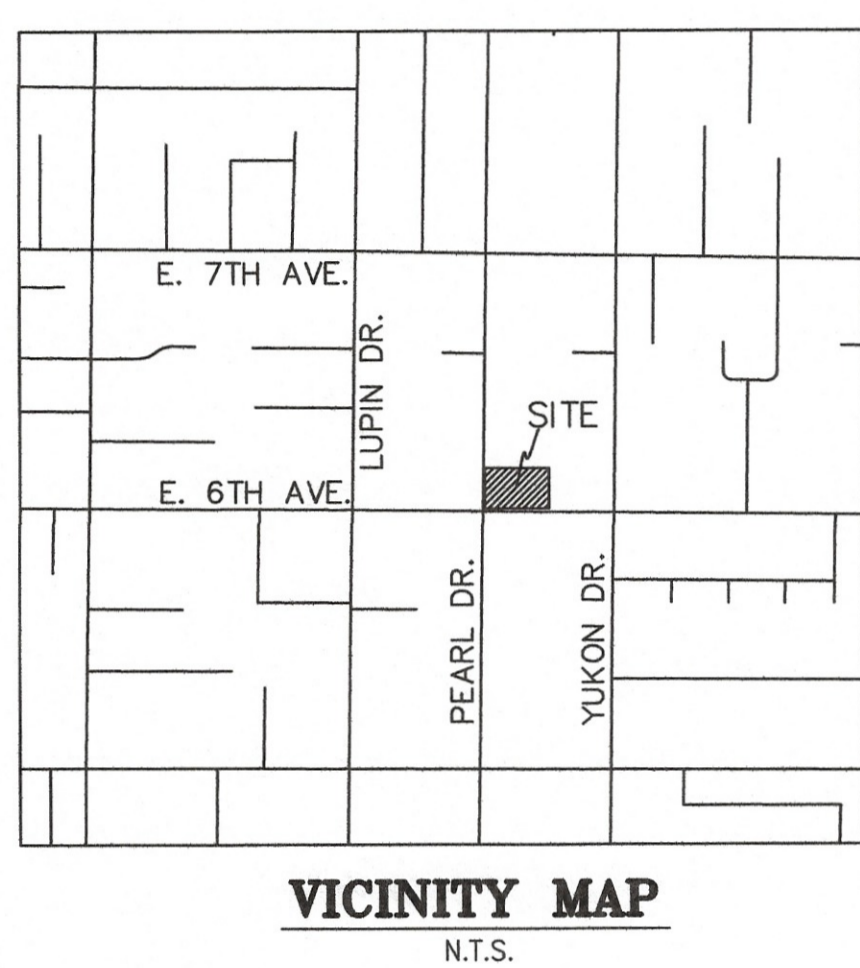 E. 7TH AVE.
LUPIN DR.
SITE
E. 6TH AVE.
PEARL DR.
YUKON DR.
VICINITY MAP
N.T.S.